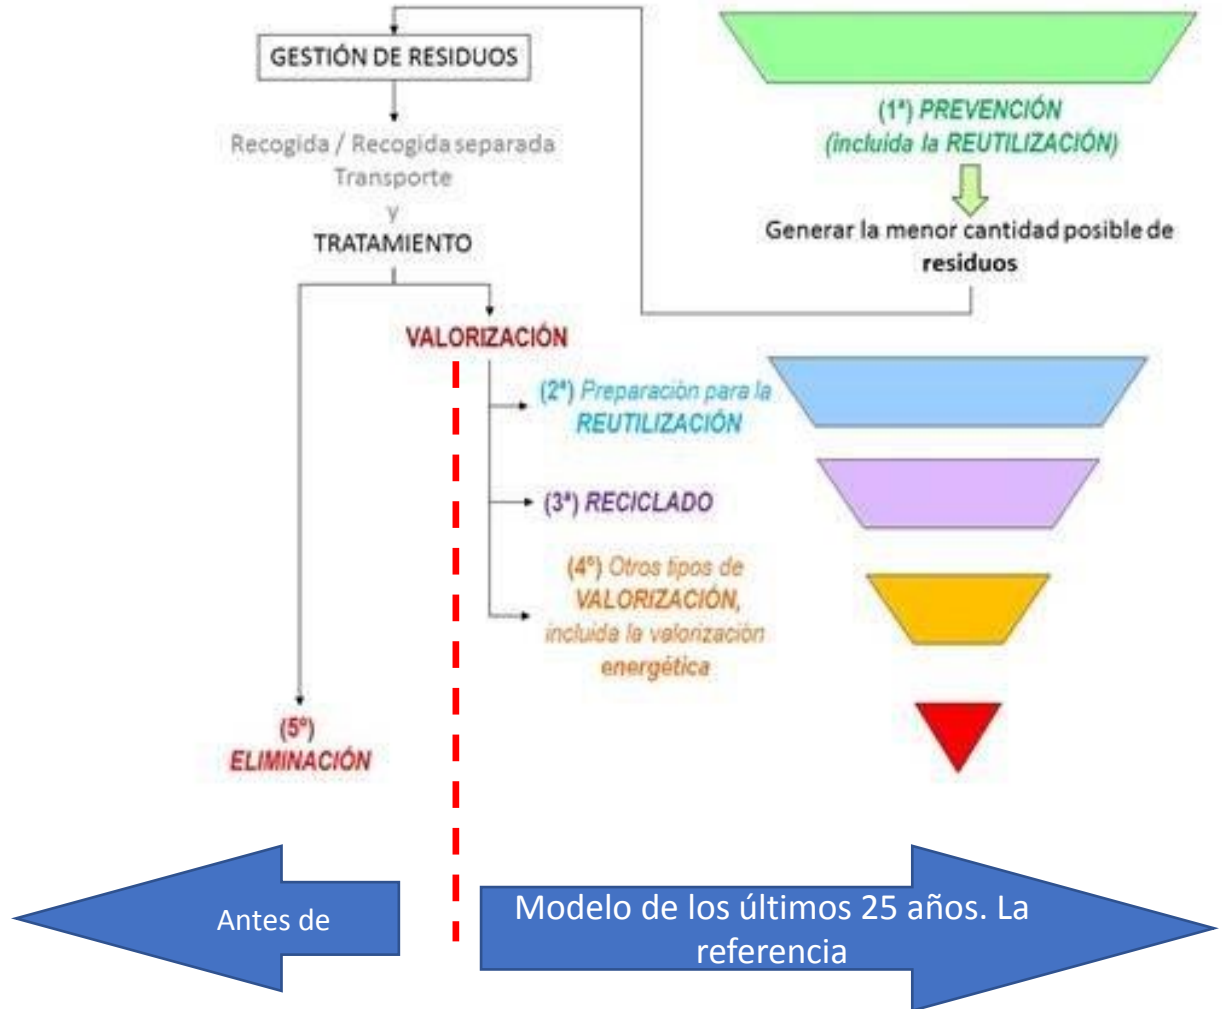 GESTIÓN DE RESIDUOS
Recogida / Recogida separada
Transporte
y
TRATAMIENTO
(1ª) PREVENCIÓN
(incluida la REUTILIZACIÓN)
Generar la menor cantidad posible de
residuos
VALORIZACIÓN
(2ª) Preparación para la
REUTILIZACIÓN
(3ª) RECICLADO
(4º) Otros tipos de
VALORIZACIÓN,
incluida la valorización
energética
(5º)
ELIMINACIÓN
Antes de
Modelo de los últimos 25 años. La
referencia